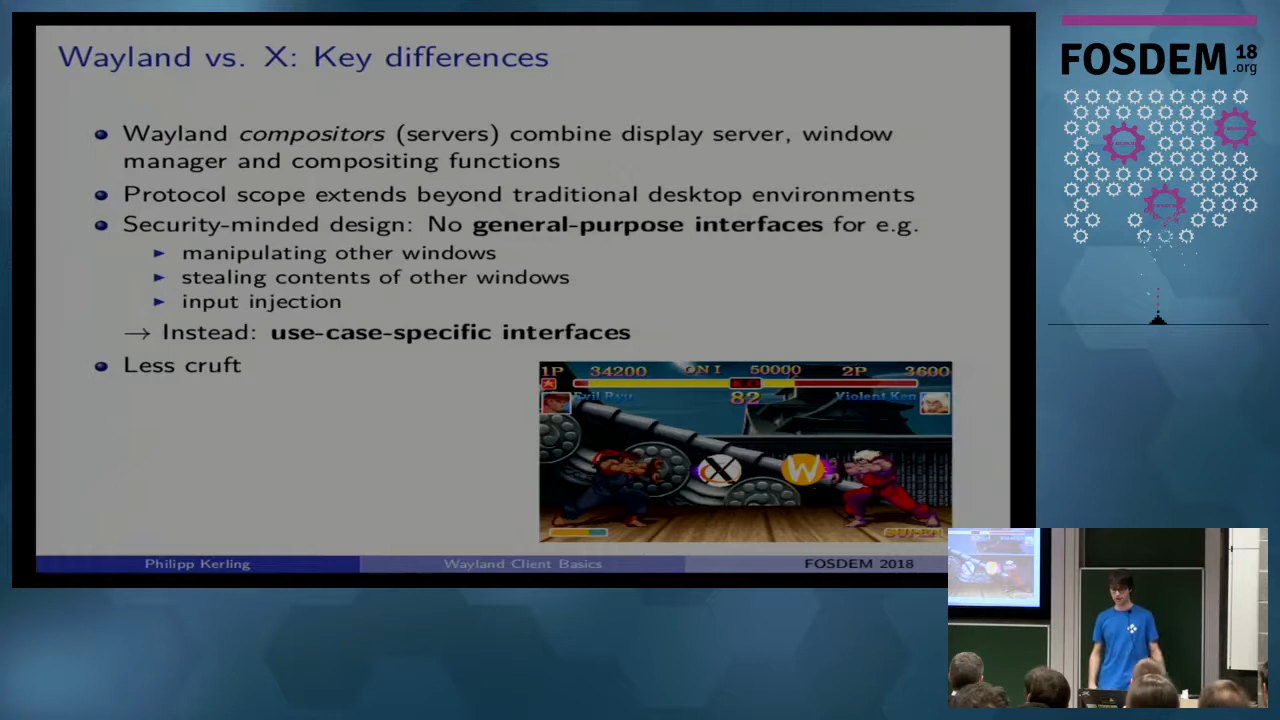 Wayland vs. X: Key differences
Wayland compositors (servers) combine display server, window
manager and compositing functions
Protocol scope extends beyond traditional desktop environments
Security-minded design: No general-purpose interfaces for e.g.
manipulating other windows
stealing contents of other windows
input injection
→ Instead: use-case-specific interfaces
Less cruft
1P 34200 50000 2P 3600
Evil Ryu 82 Violent Ken
X W
Philipp Kerling Wayland Client Basics FOSDEM 2018
FOSDEM 18
.org